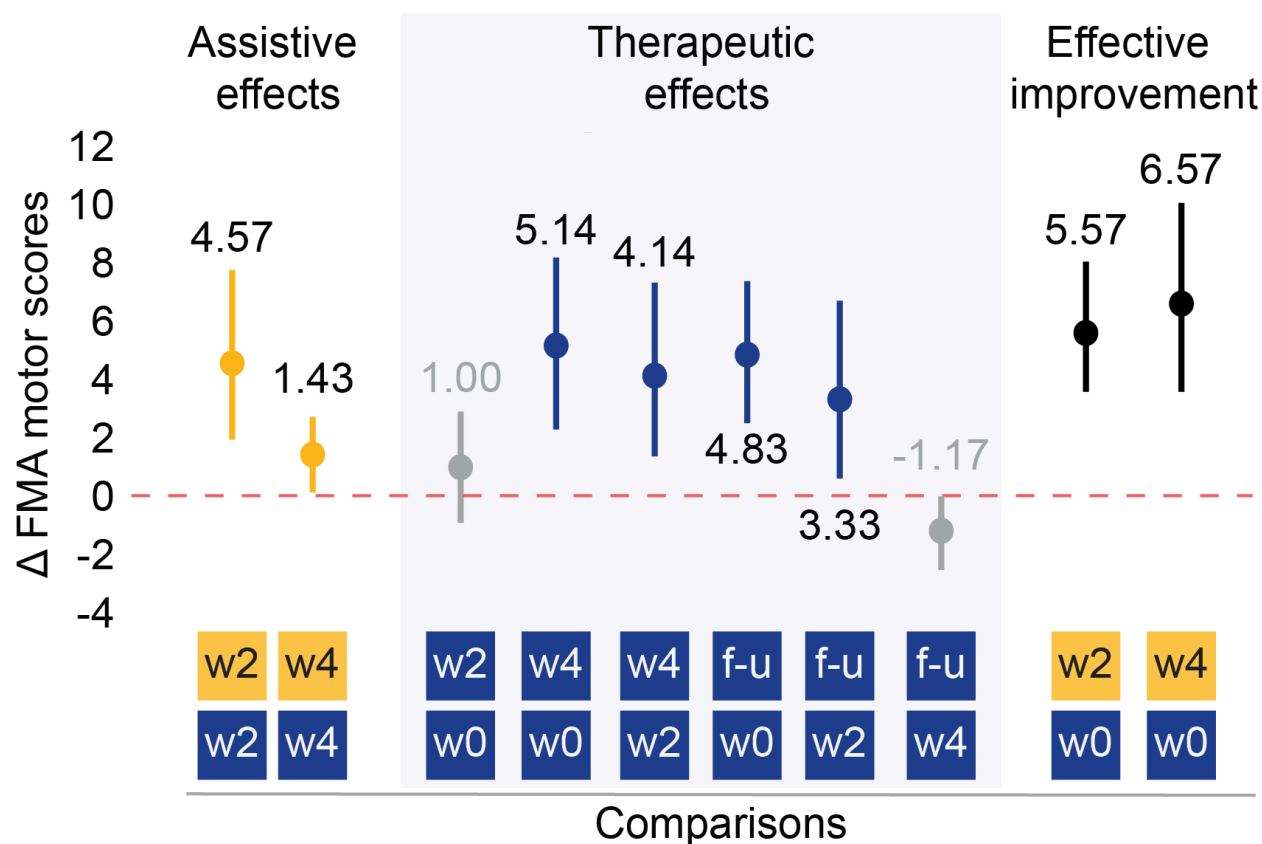 Assistive
effects
Therapeutic
effects
Effective
improvement
Δ FMA motor scores
12
10
8
6
4
2
0
-2
-4
4.57
1.43
1.00
5.14
4.14
4.83
3.33
-1.17
5.57
6.57
w2 w4 w2 w4 w4 f-u f-u f-u w2 w4
w2 w4 w0 w0 w2 w0 w2 w4 w0 w0
Comparisons